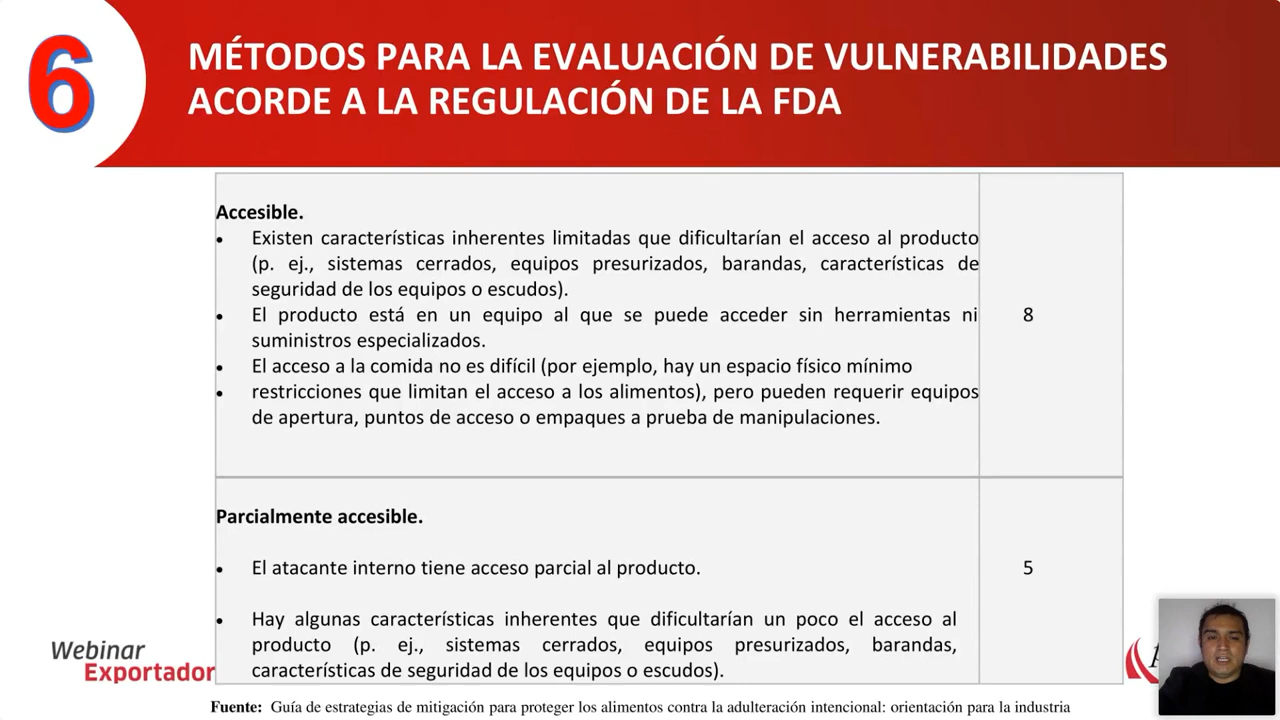 6
MÉTODOS PARA LA EVALUACIÓN DE VULNERABILIDADES
ACORDE A LA REGULACIÓN DE LA FDA
Accesible.
• Existen características inherentes limitadas que dificultarían el acceso al producto
(p. ej., sistemas cerrados, equipos presurizados, barandas, características de
seguridad de los equipos o escudos).
• El producto está en un equipo al que se puede acceder sin herramientas ni
suministros especializados.
• El acceso a la comida no es difícil (por ejemplo, hay un espacio físico mínimo
• restricciones que limitan el acceso a los alimentos), pero pueden requerir equipos
de apertura, puntos de acceso o empaques a prueba de manipulaciones.
8
Parcialmente accesible.
• El atacante interno tiene acceso parcial al producto.
• Hay algunas características inherentes que dificultarían un poco el acceso al
producto (p. ej., sistemas cerrados, equipos presurizados, barandas,
características de seguridad de los equipos o escudos).
5
Webinar
Exportador
Fuente: Guía de estrategias de mitigación para proteger los alimentos contra la adulteración intencional: orientación para la industria